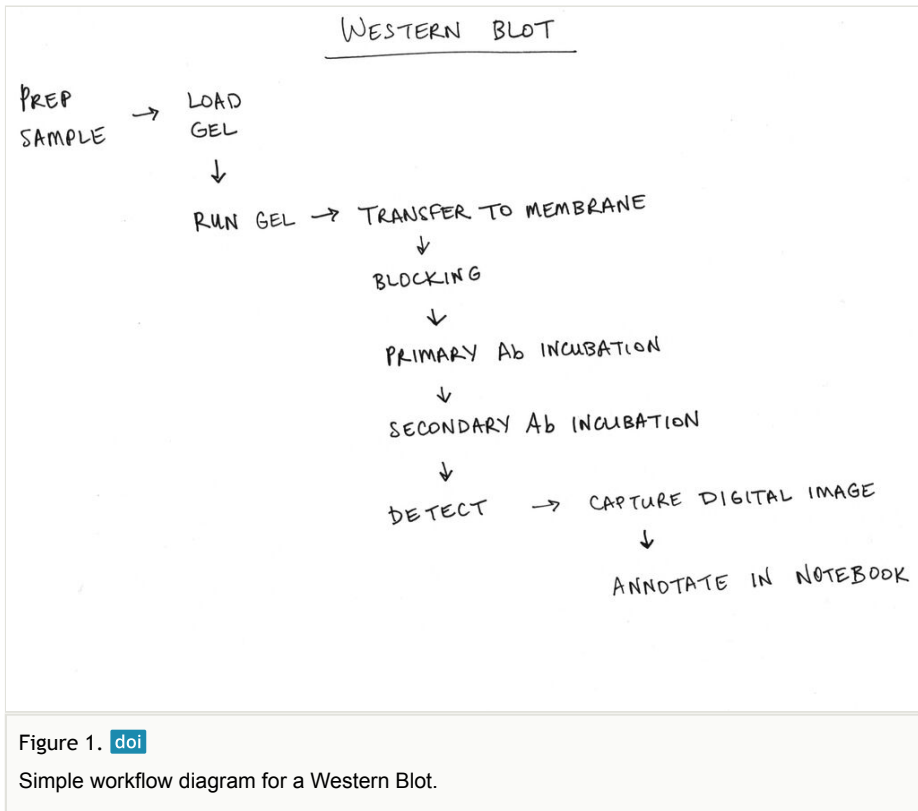 WESTERN BLOT
PREP
SAMPLE
→ LOAD
GEL
↓
RUN GEL → TRANSFER TO MEMBRANE
↓
BLOCKING
↓
PRIMARY Ab INCUBATION
↓
SECONDARY Ab INCUBATION
↓
DETECT → CAPTURE DIGITAL IMAGE
↓
ANNOTATE IN NOTEBOOK
Figure 1. doi
Simple workflow diagram for a Western Blot.